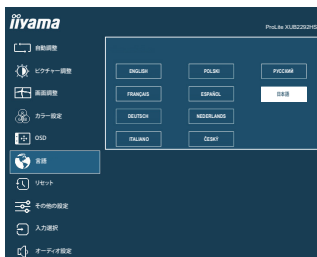 iiyama
ProLite XUB2292HS
自動調整
ピクチャー調整
画面調整
カラー設定
OSD
言語
リセット
その他の設定
入力選択
オーディオ設定
ENGLISH
POLSKI
РУССКИЙ
FRANÇAIS
ESPAÑOL
日本語
DEUTSCH
NEDERLANDS
ITALIANO
ČESKÝ